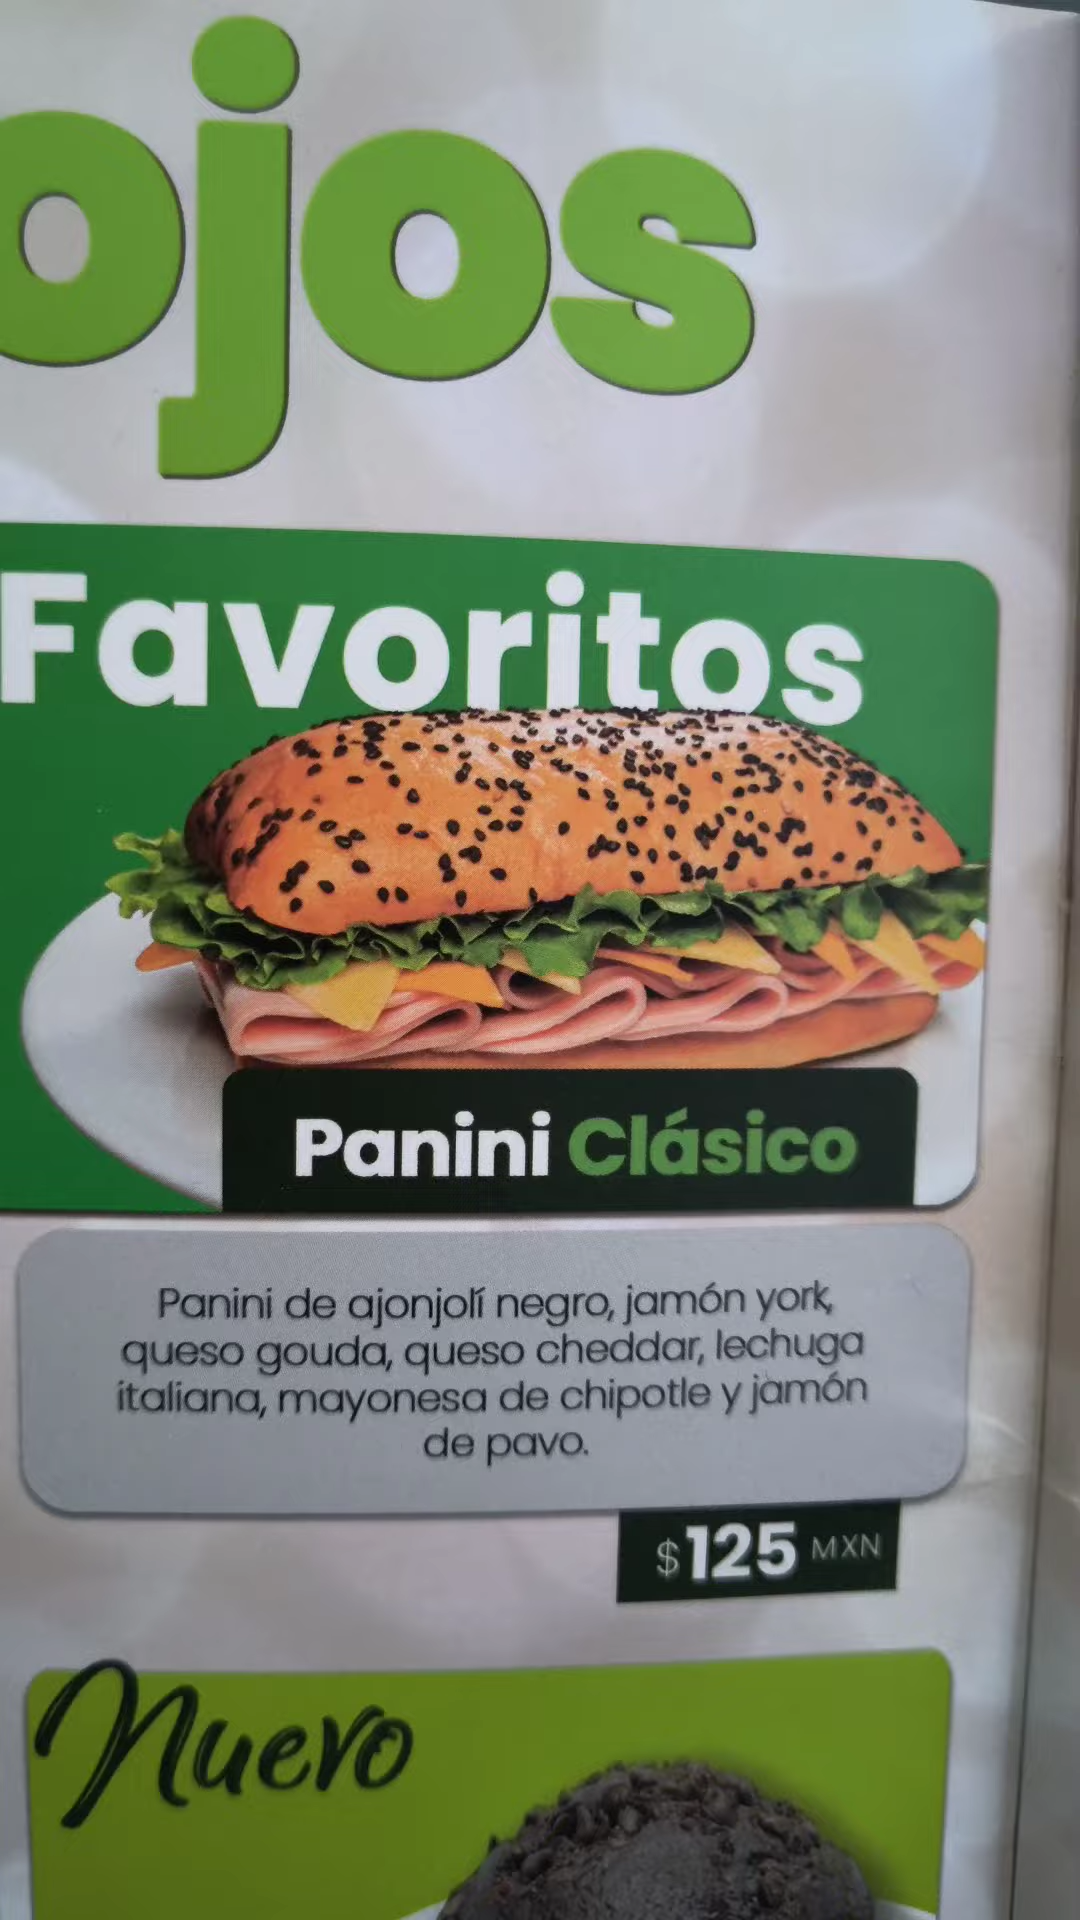 ojos
Favoritos
Panini Clásico
Panini de ajonjolí negro, jamón york,
queso gouda, queso cheddar, lechuga
italiana, mayonesa de chipotle y jamón
de pavo.
$125 MXN
Nuevo